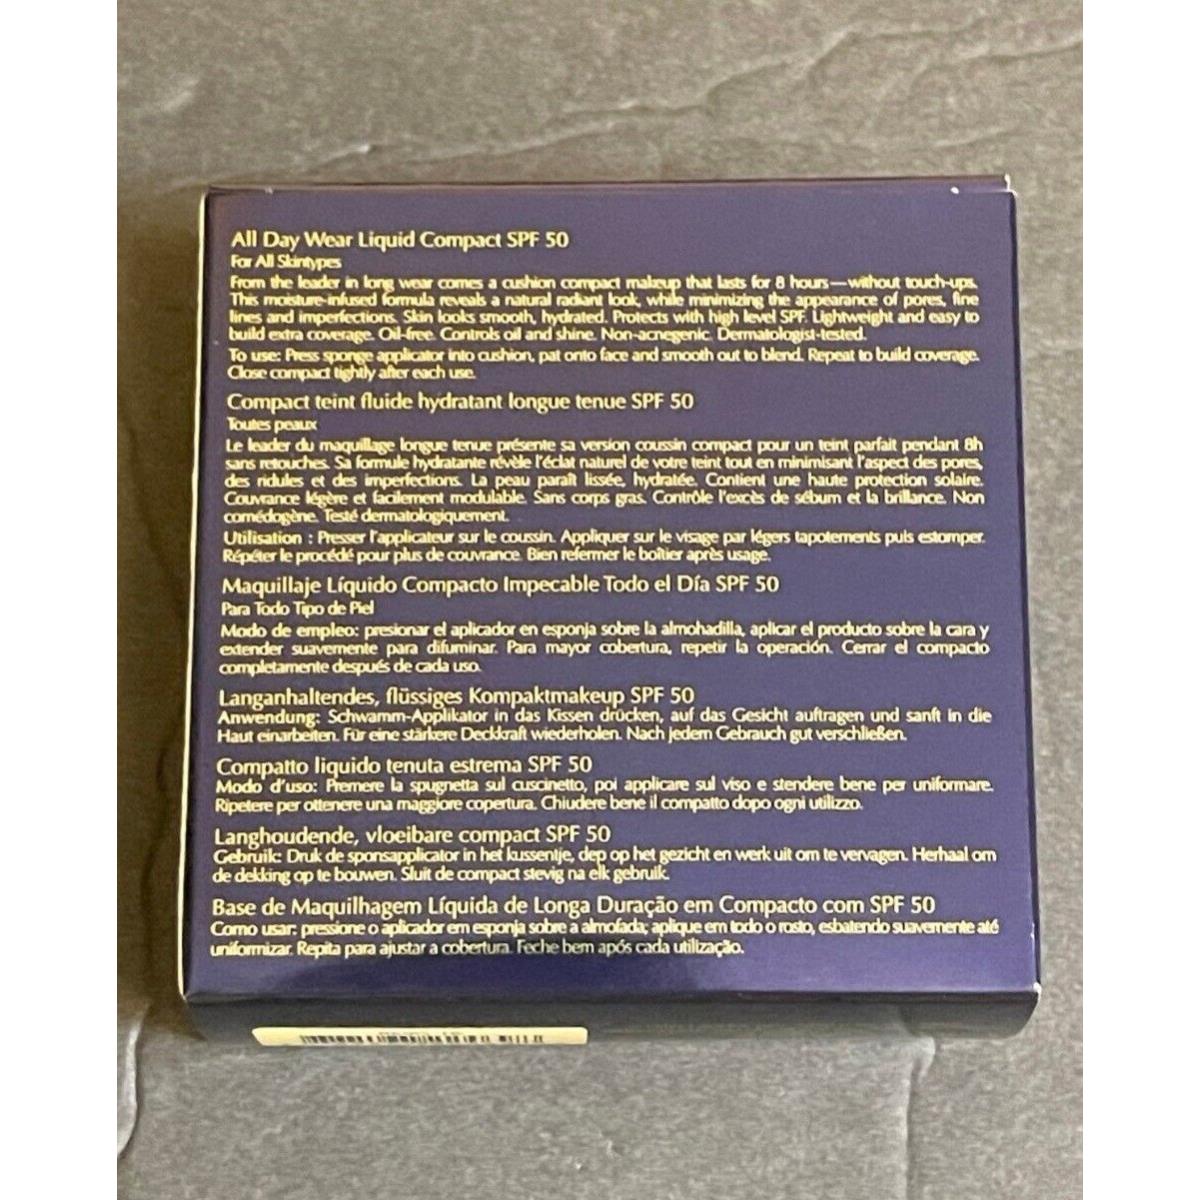 All Day Wear Liquid Compact SPF 50
For All Skintypes
From the leader in long wear comes a cushion compact makeup that lasts for 8 hours—without touch-ups.
This moisture-infused formula reveals a natural radiant look, while minimizing the appearance of pores, fine
lines and imperfections. Skin looks smooth, hydrated. Protects with high level SPF. Lightweight and easy to
build extra coverage. Oil-free. Controls oil and shine. Non-acnegenic. Dermatologist-tested.
To use: Press sponge applicator into cushion, pat onto face and smooth out to blend. Repeat to build coverage.
Close compact tightly after each use.
Compact teint fluide hydratant longue tenue SPF 50
Toutes peaux
Le leader du maquillage longue tenue présente sa version coussin compact pour un teint parfait pendant 8h
sans retouches. Sa formule hydratante révèle l'éclat naturel de votre teint tout en minimisant l'aspect des pores,
des ridules et des imperfections. La peau paraît lissée, hydratée. Contient une haute protection solaire.
Couvrance légère et facilement modulable. Sans corps gras. Contrôle l'excès de sébum et la brillance. Non
comédogène. Testé dermatologiquement.
Utilisation : Presser l'applicateur sur le coussin. Appliquer sur le visage par légers tapotements puis estomper.
Répéter le procédé pour plus de couvrance. Bien refermer le boîtier après usage.
Maquillaje Líquido Compacto Impecable Todo el Día SPF 50
Para Todo Tipo de Piel
Modo de empleo: presionar el aplicador en esponja sobre la almohadilla, aplicar el producto sobre la cara y
extender suavemente para difuminar. Para mayor cobertura, repetir la operación. Cerrar el compacto
completamente después de cada uso.
Langanhaltendes, flüssiges Kompaktmakeup SPF 50
Anwendung: Schwamm-Applikator in das Kissen drücken, auf das Gesicht auftragen und sanft in die
Haut einarbeiten. Für eine stärkere Deckkraft wiederholen. Nach jedem Gebrauch gut verschließen.
Compatto liquido tenuta estrema SPF 50
Modo d'uso: Premere la spugnetta sul cuscinetto, poi applicare sul viso e stendere bene per uniformare.
Ripetere per ottenere una maggiore copertura. Chiudere bene il compatto dopo ogni utilizzo.
Langhoudende, vloeibare compact SPF 50
Gebruik: Druk de sponsapplicator in het kussentje, dep op het gezicht en werk uit om te vervagen. Herhaal om
de dekking op te bouwen. Sluit de compact stevig na elk gebruik.
Base de Maquilhagem Líquida de Longa Duração em Compacto com SPF 50
Como usar: pressione o aplicador em esponja sobre a almofada; aplique em todo o rosto, esbatendo suavemente até
uniformizar. Repita para ajustar a cobertura. Feche bem após cada utilização.